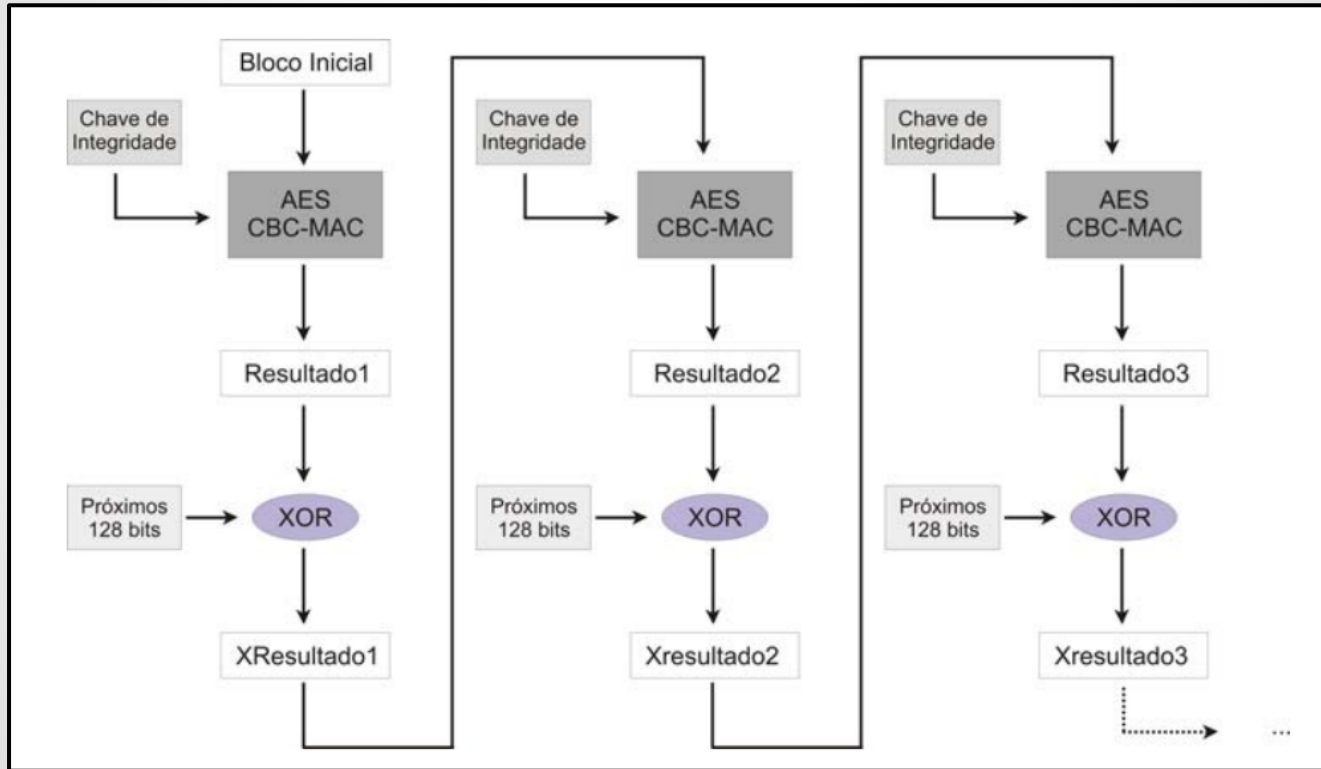 Bloco Inicial
Chave de
Integridade
AES
CBC-MAC
Resultado1
Próximos
128 bits
XOR
XResultado1
Chave de
Integridade
AES
CBC-MAC
Resultado2
Próximos
128 bits
XOR
Xresultado2
Chave de
Integridade
AES
CBC-MAC
Resultado3
Próximos
128 bits
XOR
Xresultado3
...